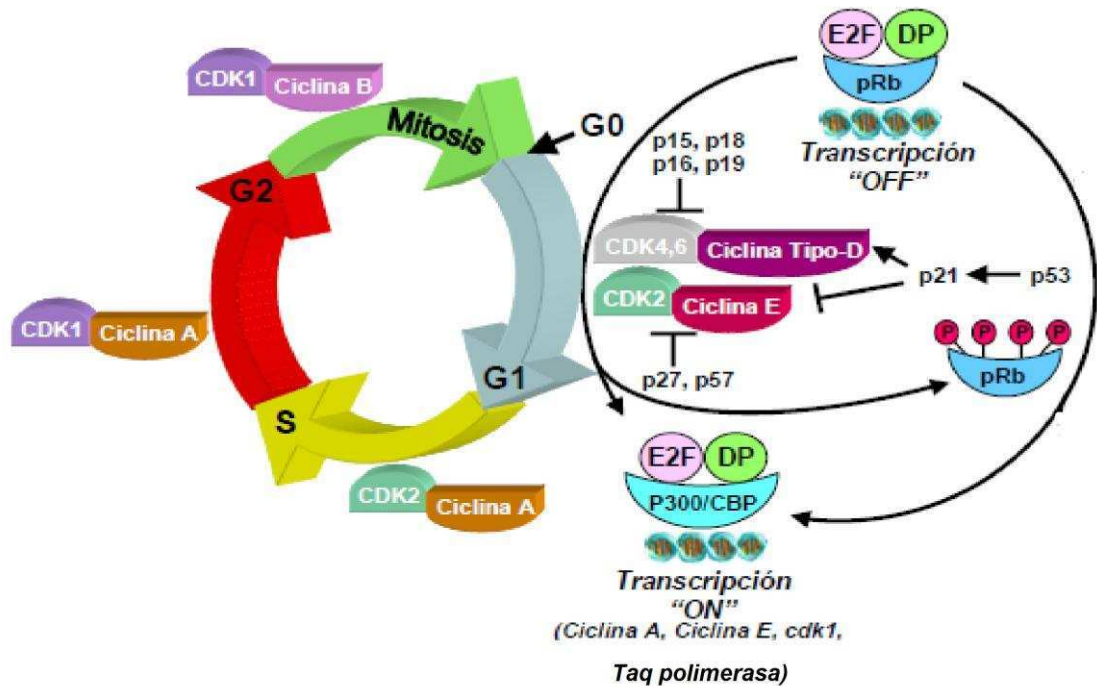 E2F DP
pRb
Transcripción
"OFF"
CDK1 Ciclina B
Mitosis
G0
p15, p18
p16, p19
G2
CDK4,6 Ciclina Tipo-D
CDK2 Ciclina E
p21
p53
P P P P
pRb
CDK1 Ciclina A
p27, p57
G1
S
E2F DP
P300/CBP
CDK2 Ciclina A
Transcripción
"ON"
(Ciclina A, Ciclina E, cdk1,
Taq polimerasa)